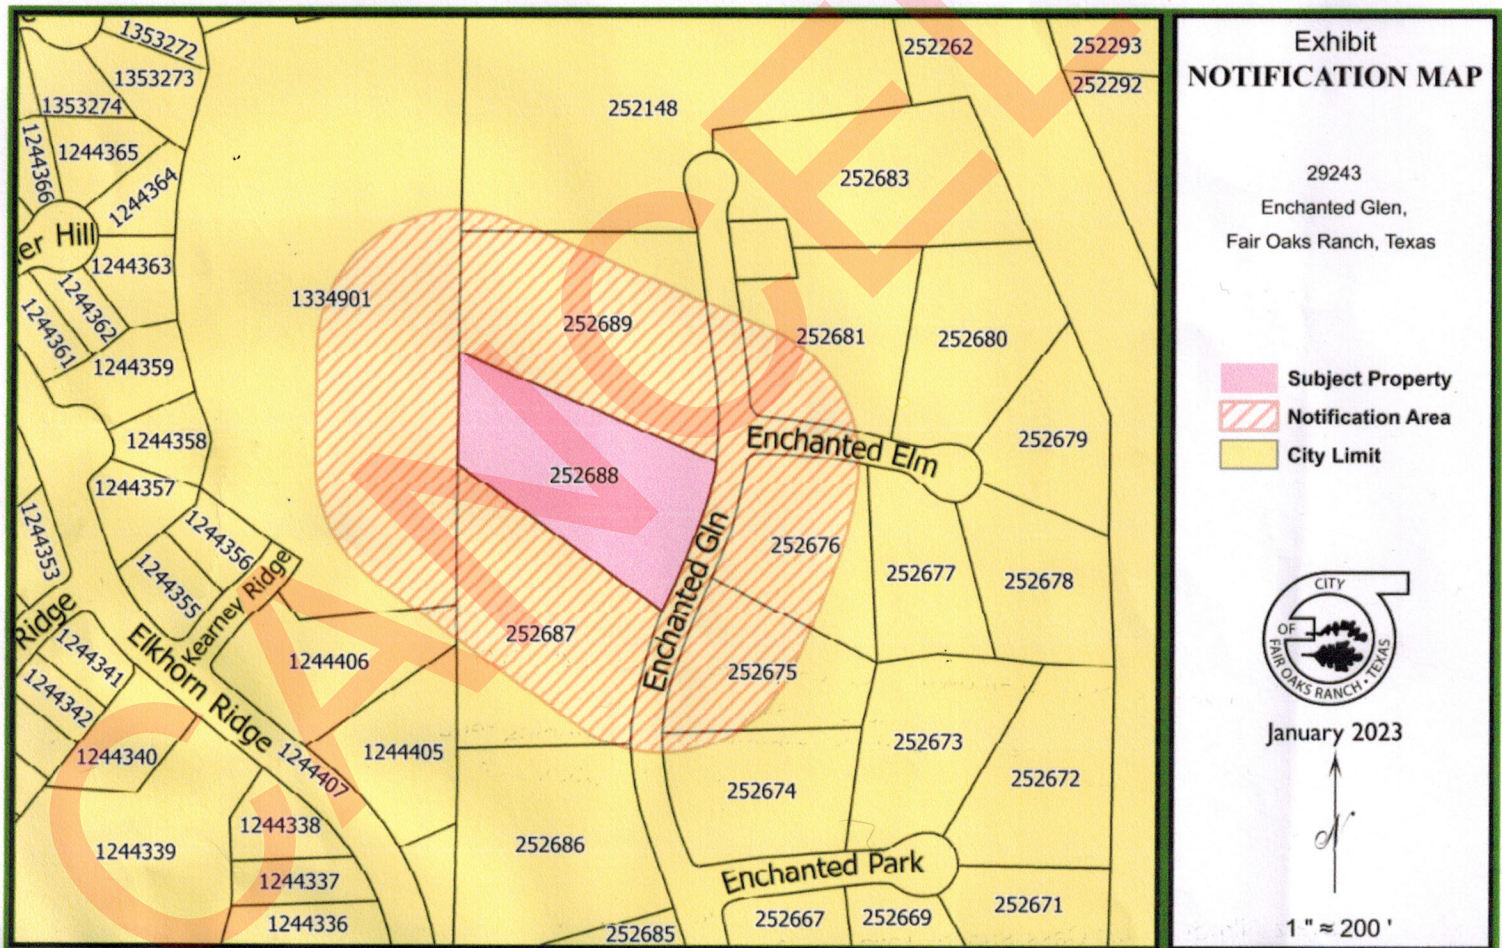 1353272
1353273
1353274
1244365
1244366
1244364
er Hill
1244363
1244362
1244361
1244359
1244358
1244357
1244356
1244355
1244353
Kearney Ridge
Ridge
Elkhorn Ridge
1244341
1244342
1244340
1244406
1244405
1244407
1244339
1244338
1244337
1244336
1334901
252148
252262
252293
252292
252683
252689
252681
252680
252679
Enchanted Elm
252688
Enchanted Gln
252676
252677
252678
252687
252675
252673
252672
252674
252686
Enchanted Park
252685
252667
252669
252671
CANCEL
Exhibit
NOTIFICATION MAP
29243
Enchanted Glen,
Fair Oaks Ranch, Texas
Subject Property
Notification Area
City Limit
CITY
OF
FAIR OAKS RANCH • TEXAS
January 2023
N
1 " ≈ 200 '